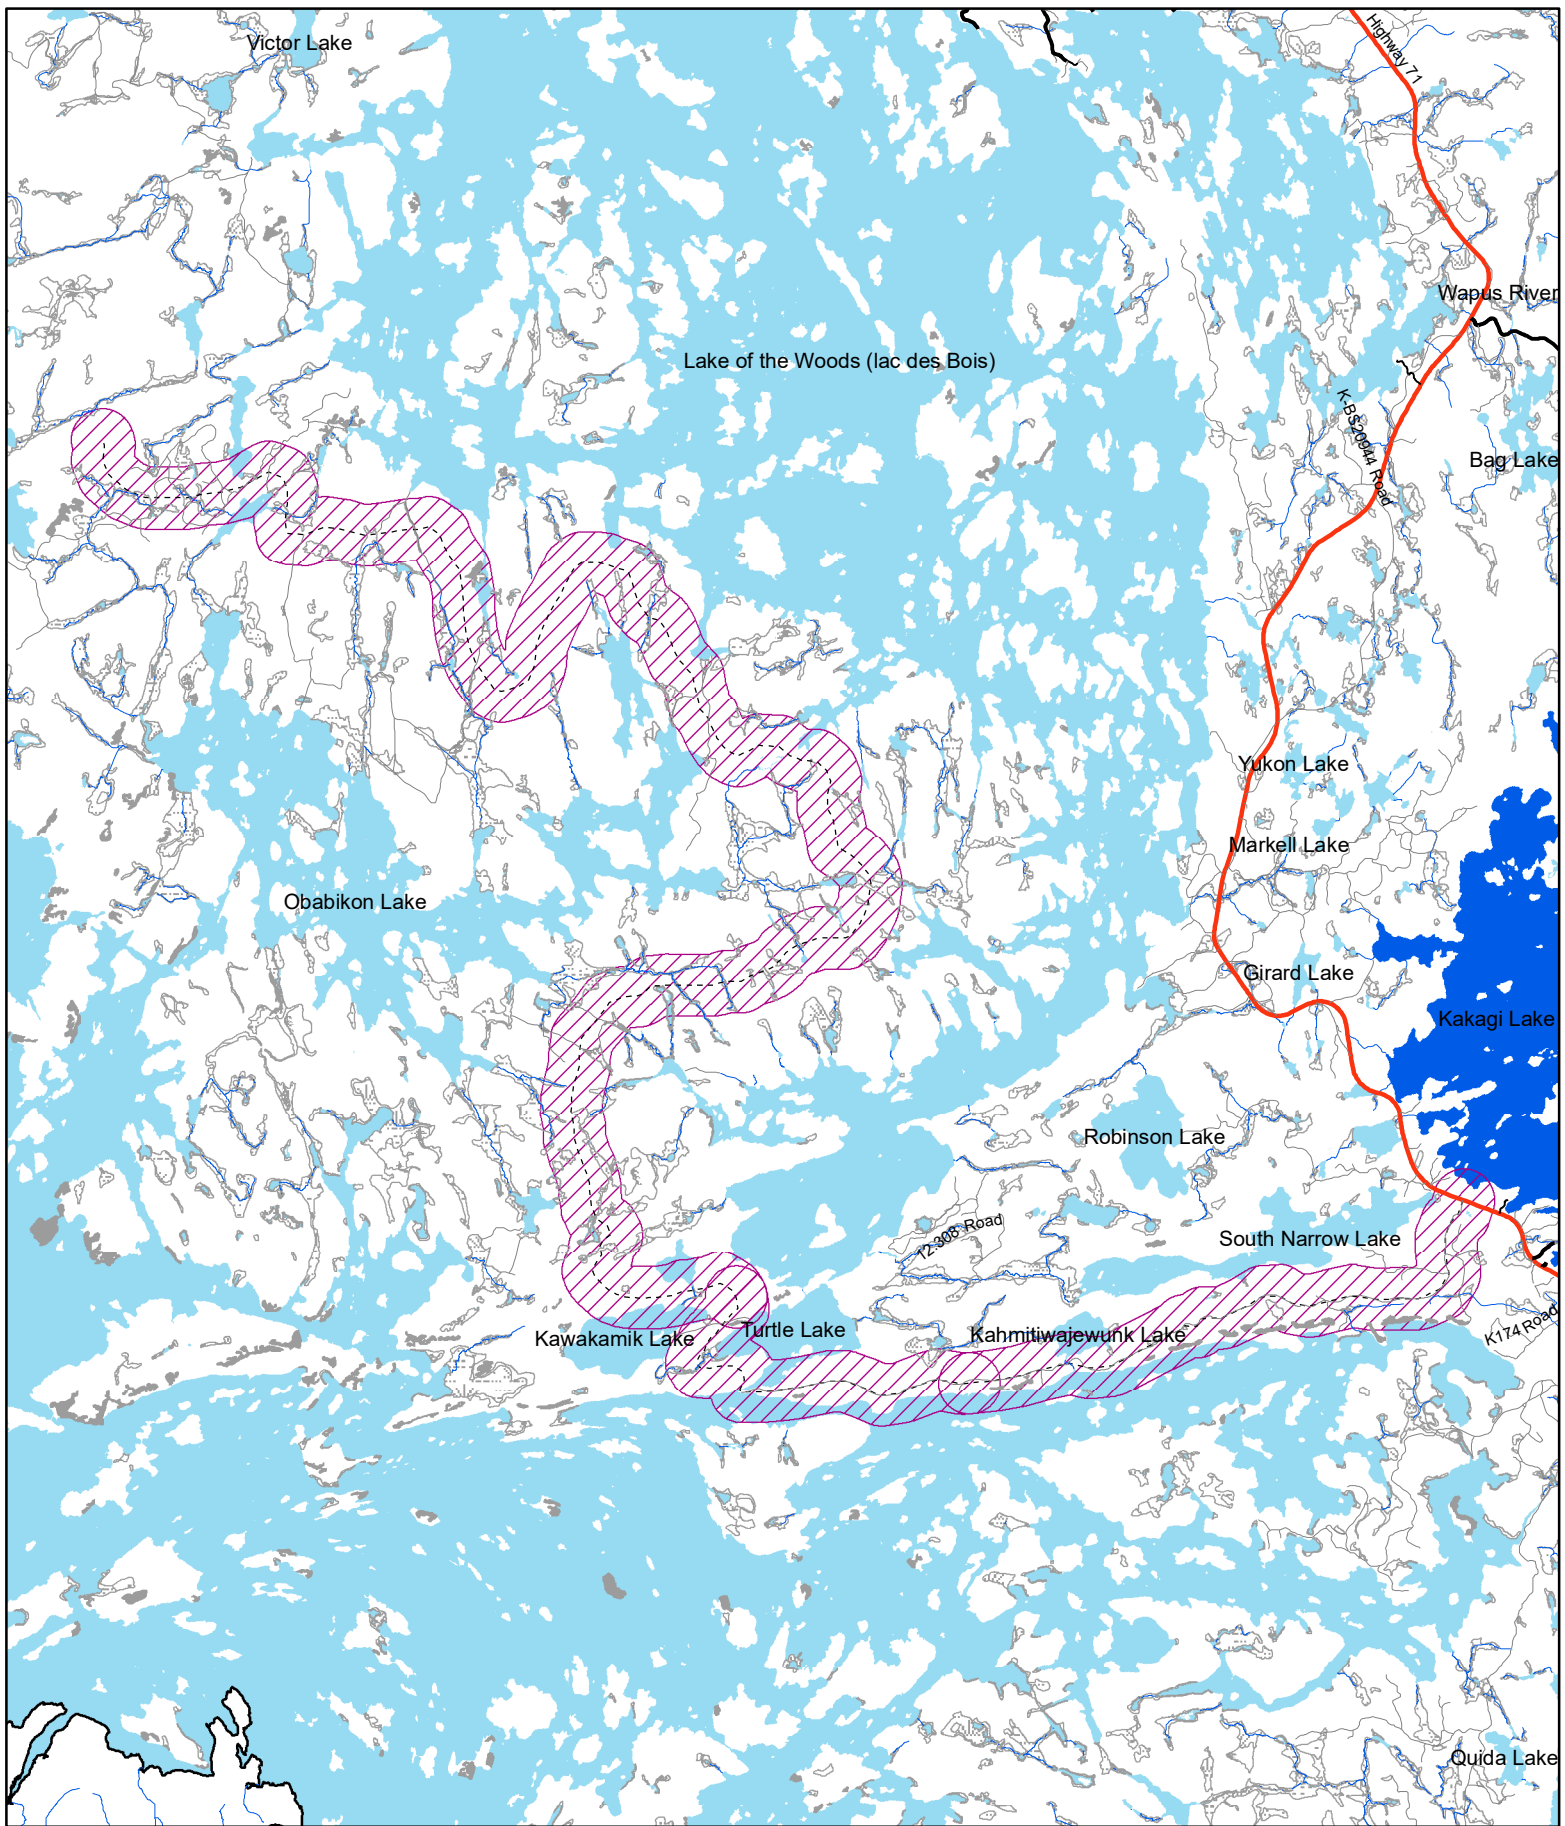 Victor Lake
Highway 71
Wapus River
Lake of the Woods (lac des Bois)
K-BS20944 Road
Bag Lake
Yukon Lake
Markell Lake
Obabikon Lake
Girard Lake
Kakagi Lake
Robinson Lake
12-308 Road
South Narrow Lake
Kawakamik Lake
Turtle Lake
Kahmitiwajewunk Lake
K174 Road
Quida Lake